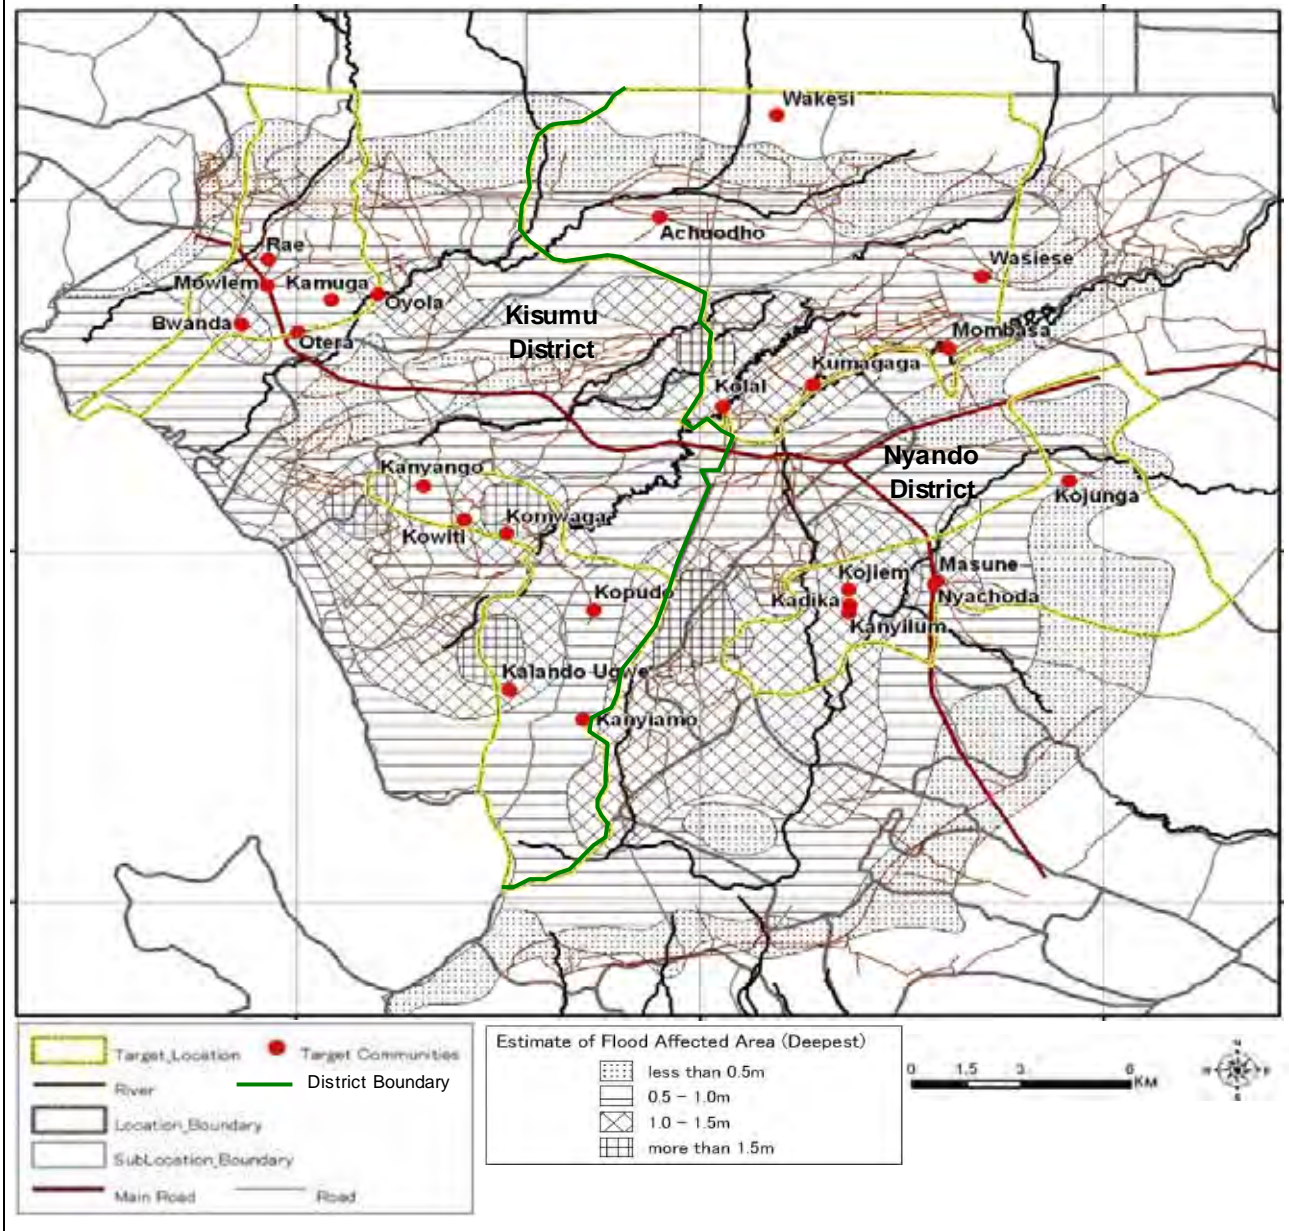 Wakesi
Achuodho
Rae
Wasiese
Mowlem
Kamuga
Oyola
Bwanda
Kisumu
District
Mombasa
Otera
Kumagaga
Kolal
Nyando
District
Kanyango
Kojunga
Komwaga
Kowiti
Masune
Kojiem
Kopudo
Kadika
Nyachoda
Kanyilum
Kalando Ugwe
Kanyiamo
Target_Location
Target Communities
River
District Boundary
Location_Boundary
SubLocation_Boundary
Main Road
Road
Estimate of Flood Affected Area (Deepest)
less than 0.5m
0.5 - 1.0m
1.0 - 1.5m
more than 1.5m
0 1.5 3 6
KM